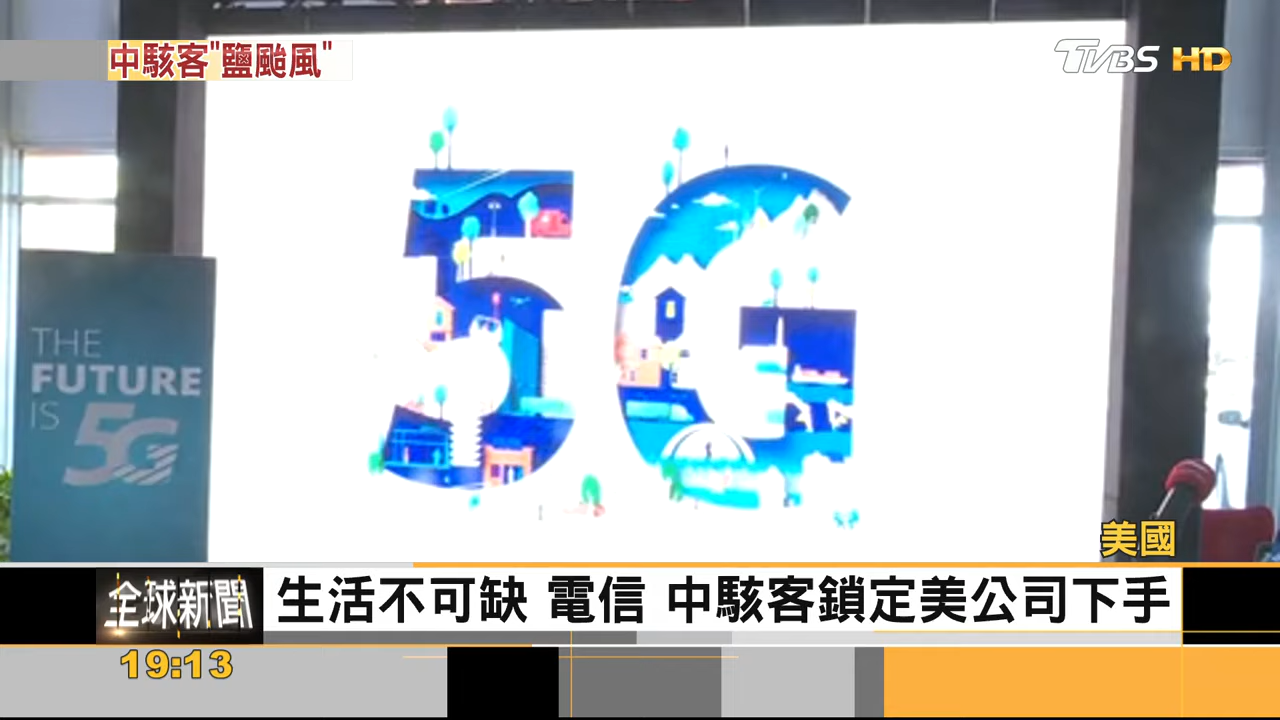 中駭客"鹽颱風"
TVBS HD
5G
THE
FUTURE
IS 5G
美國
全球新聞
生活不可缺 電信 中駭客鎖定美公司下手
19:13